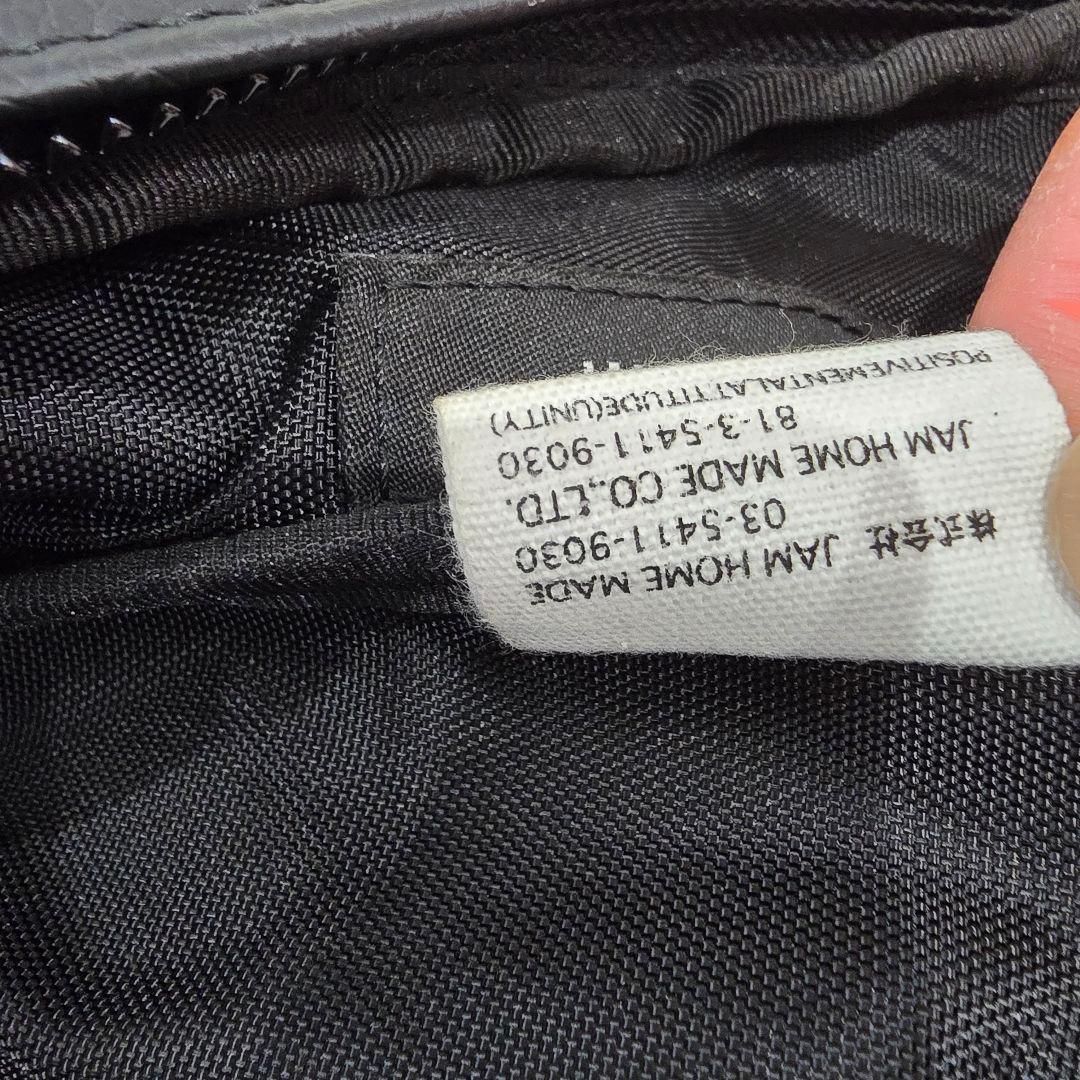 株式会社 JAM HOME MADE
03-5411-9030
JAM HOME MADE CO.,LTD.
81-3-5411-9030
POSITIVEMENTALATTITUDE(UNITY)